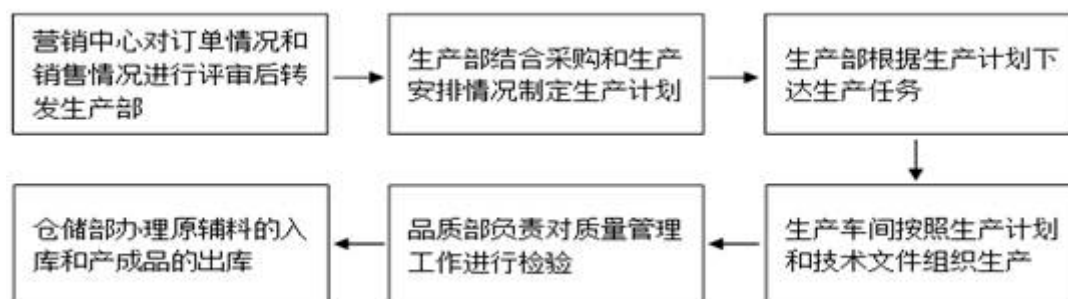 营销中心对订单情况和
销售情况进行评审后转
发生产部
生产部结合采购和生产
安排情况制定生产计划
生产部根据生产计划下
达生产任务
生产车间按照生产计划
和技术文件组织生产
品质部负责对质量管理
工作进行检验
仓储部办理原辅料的入
库和产成品的出库